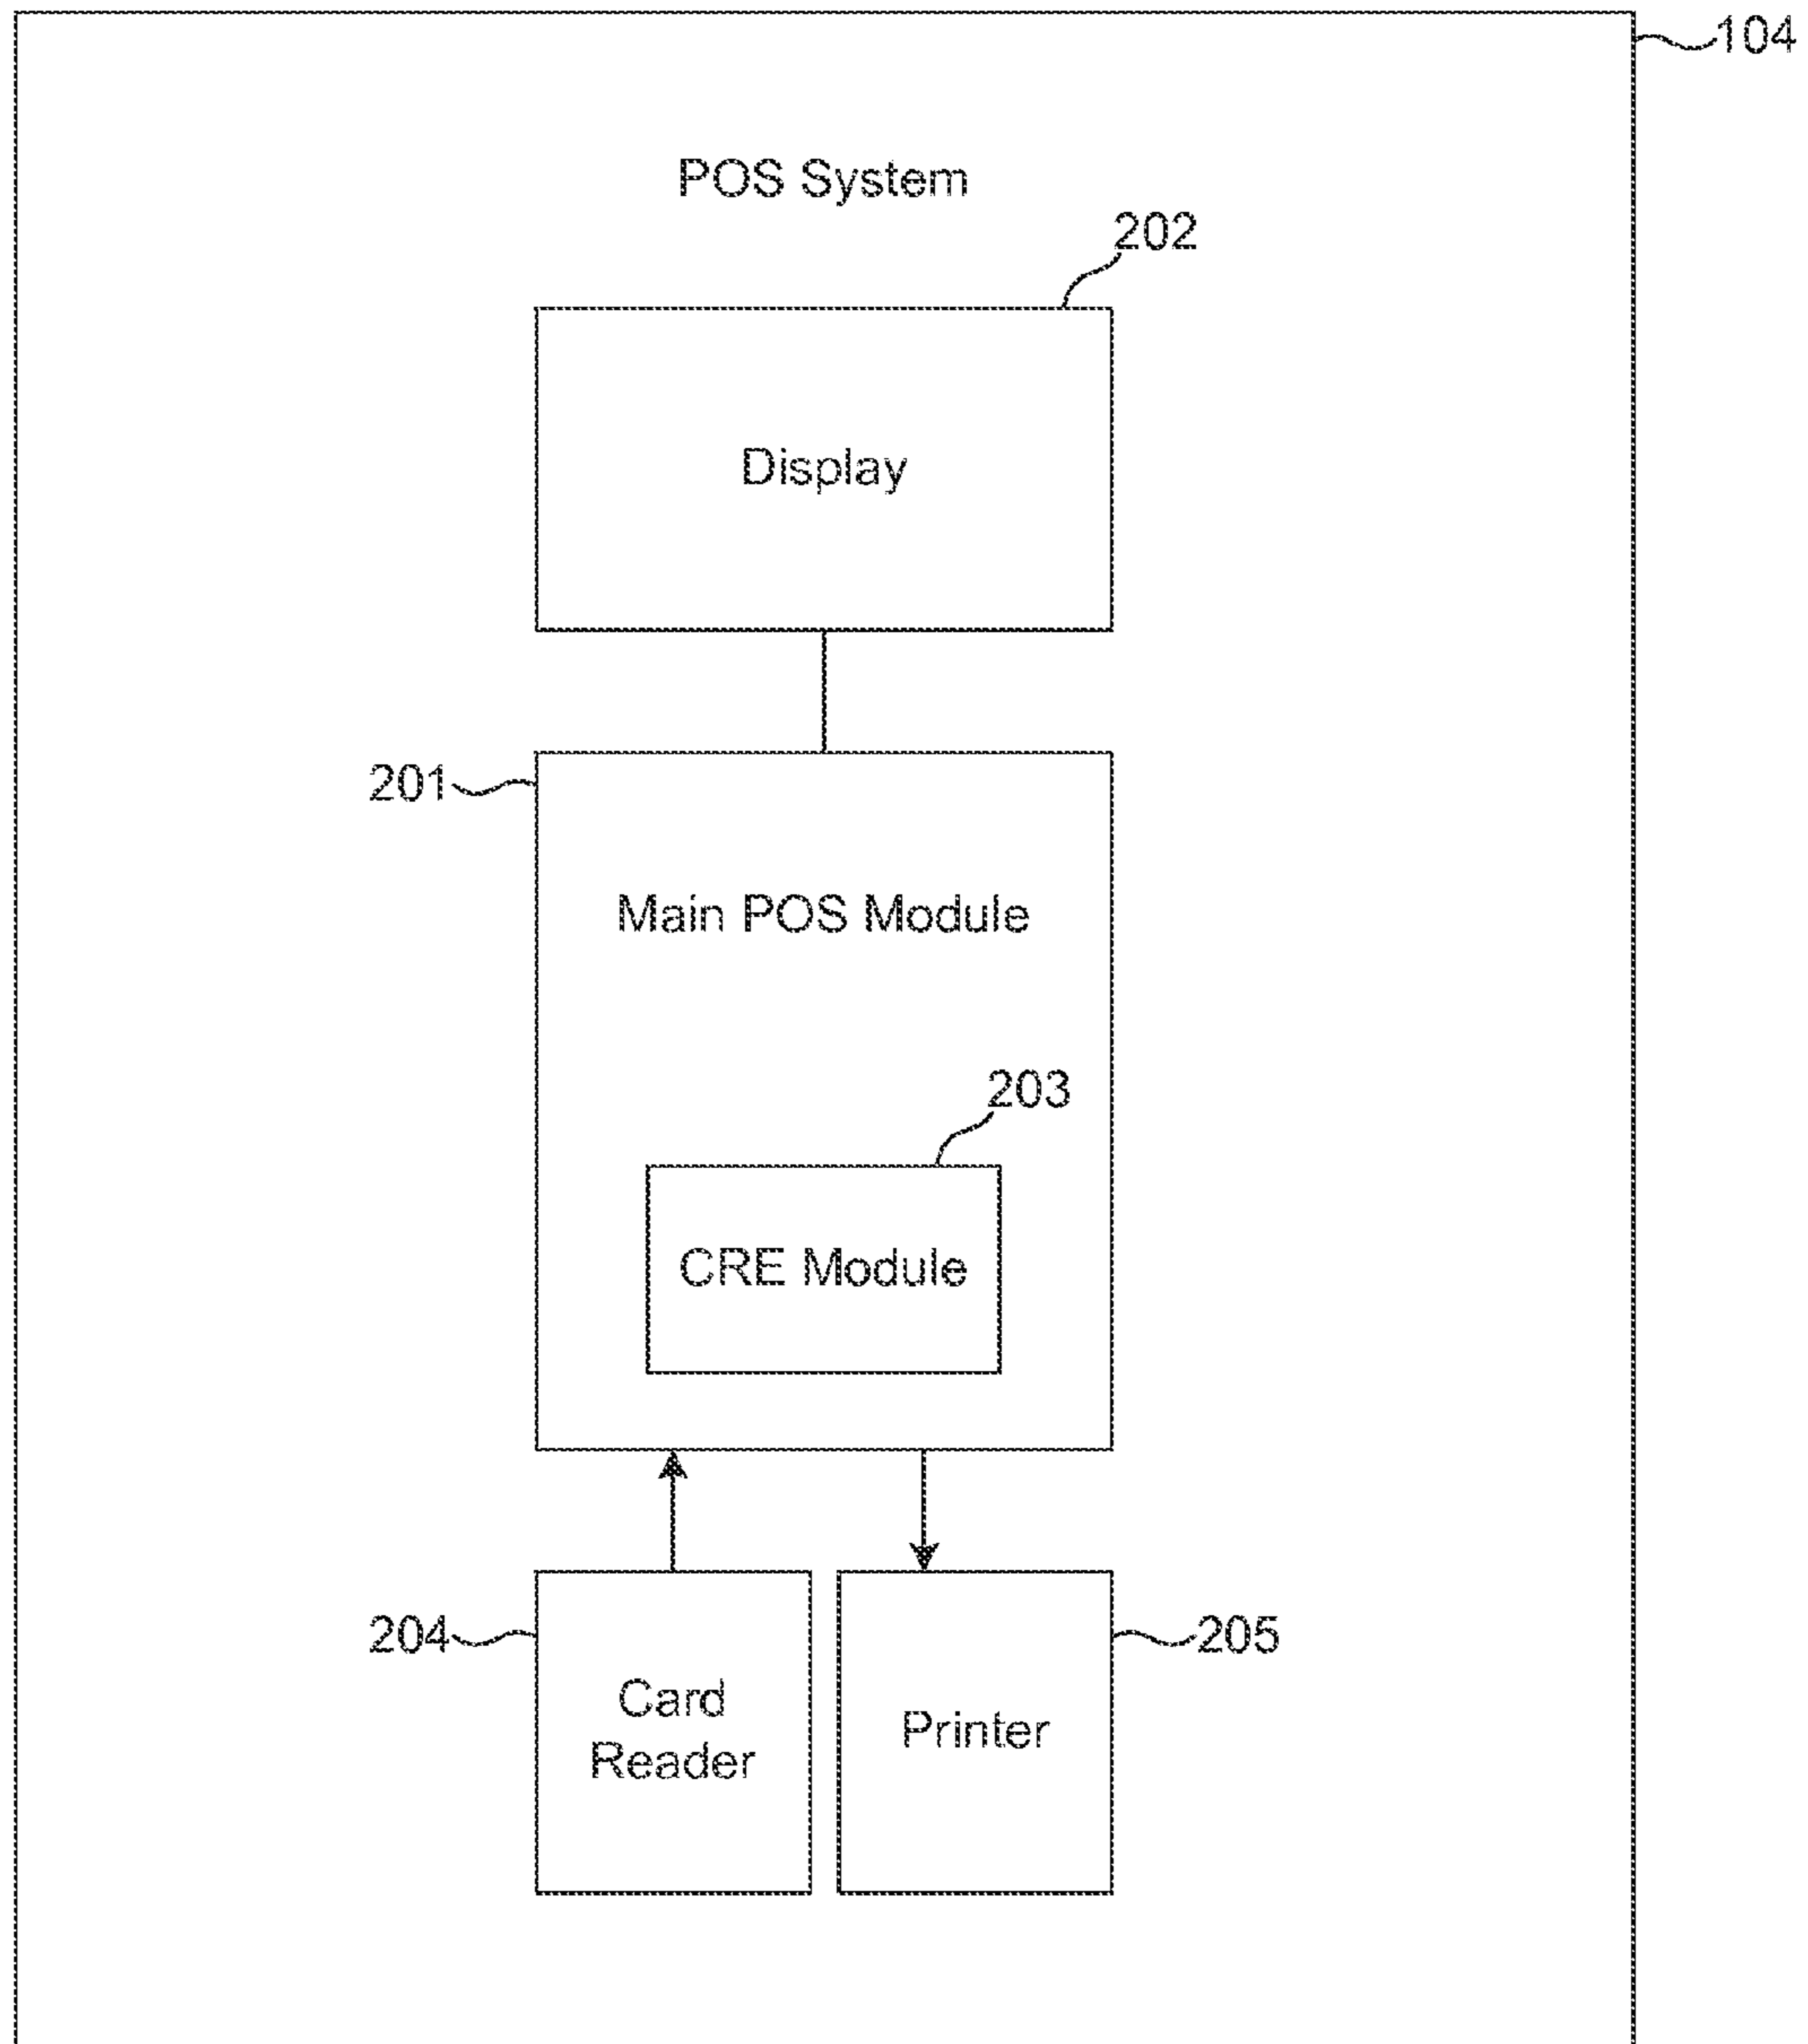 104
POS System
202
Display
201
Main POS Module
203
CRE Module
204
205
Card
Reader
Printer